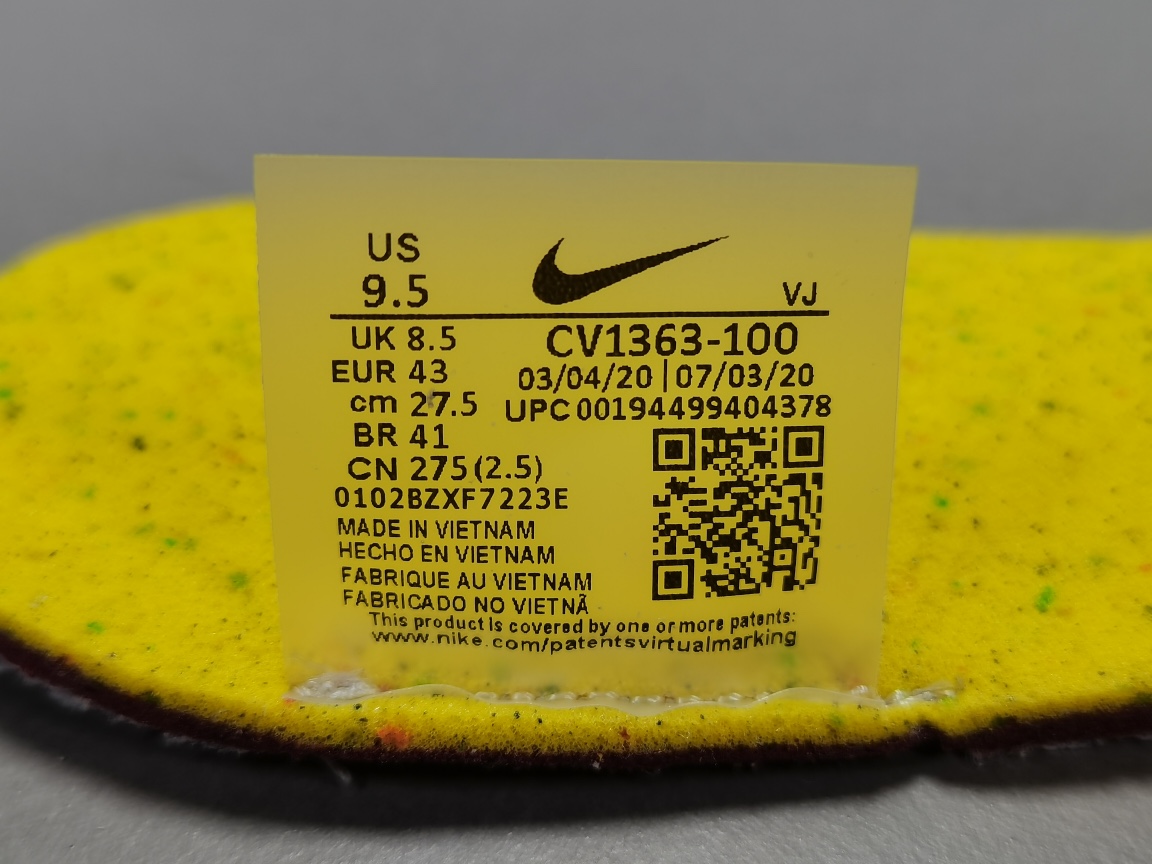 US
9.5
VJ
UK 8.5
EUR 43
cm 27.5
BR 41
CN 275(2.5)
0102BZXF7223E
CV1363-100
03/04/20|07/03/20
UPC00194499404378
MADE IN VIETNAM
HECHO EN VIETNAM
FABRIQUE AU VIETNAM
FABRICADO NO VIETNÃ
This product is covered by one or more patents:
www.nike.com/patentsvirtualmarking